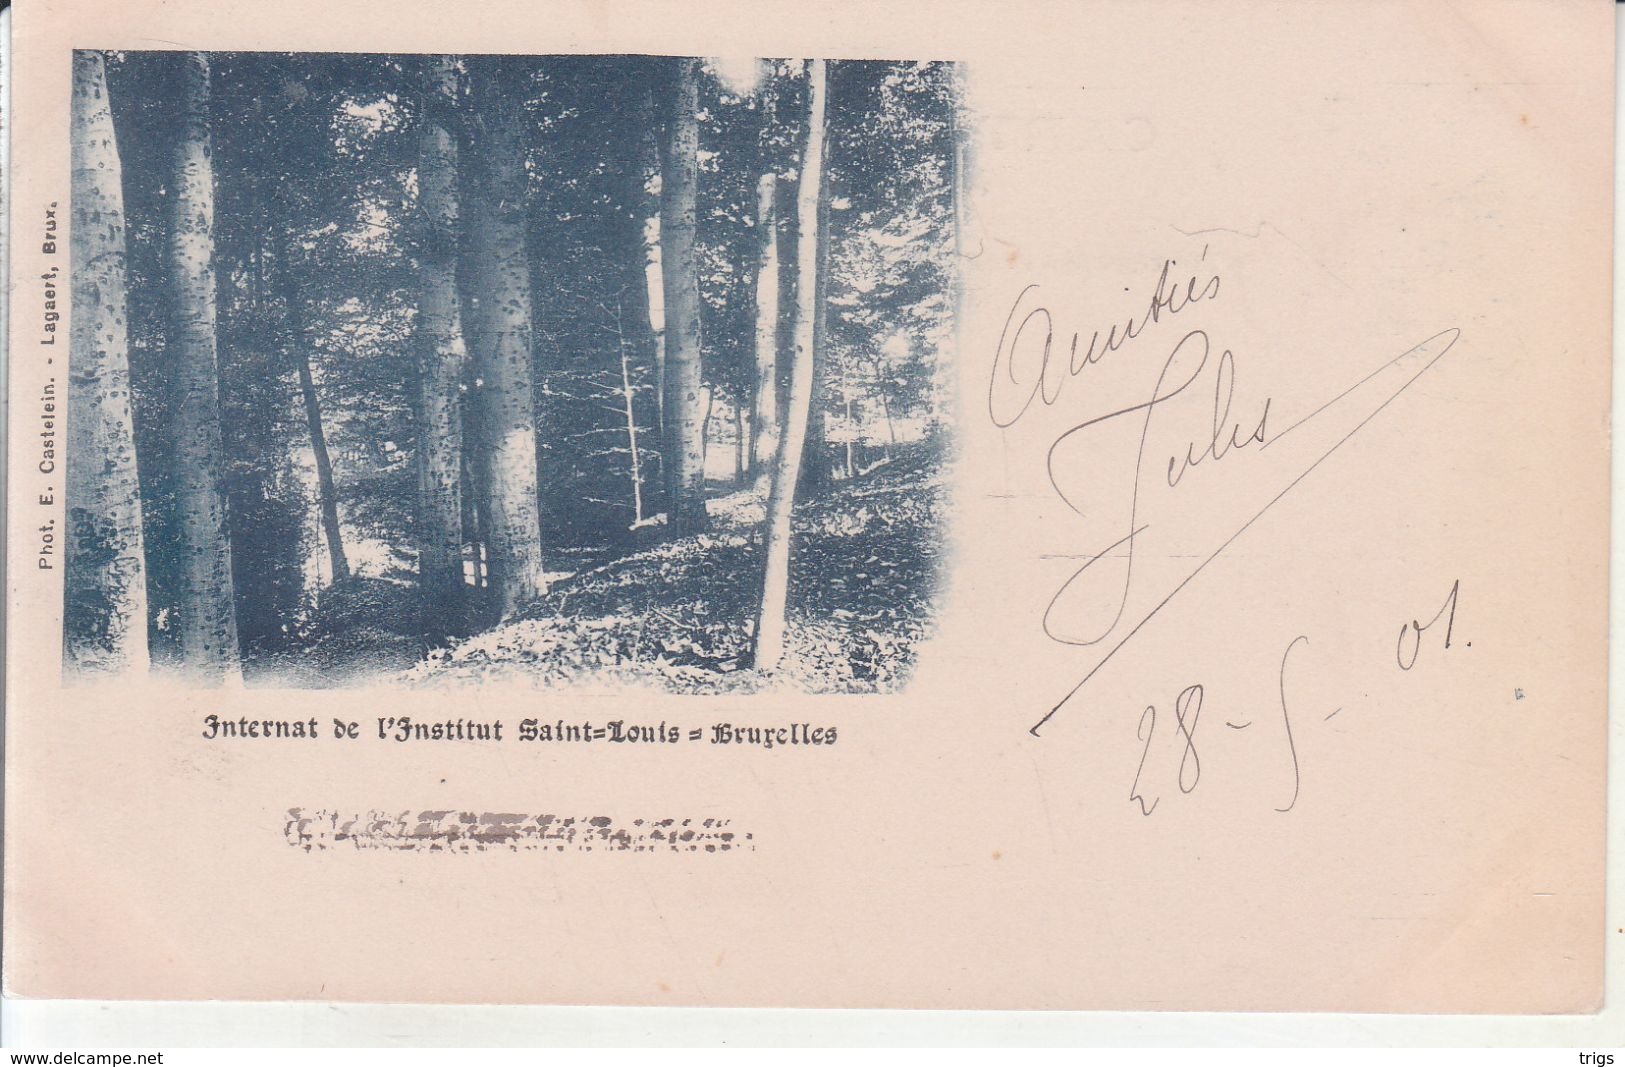 Phot. E. Castelein. - Lagaert, Brux.
Amitiés
Jules
28-5-01.
Internat de l'Institut Saint-Louis - Bruxelles
www.delcampe.net
trigs